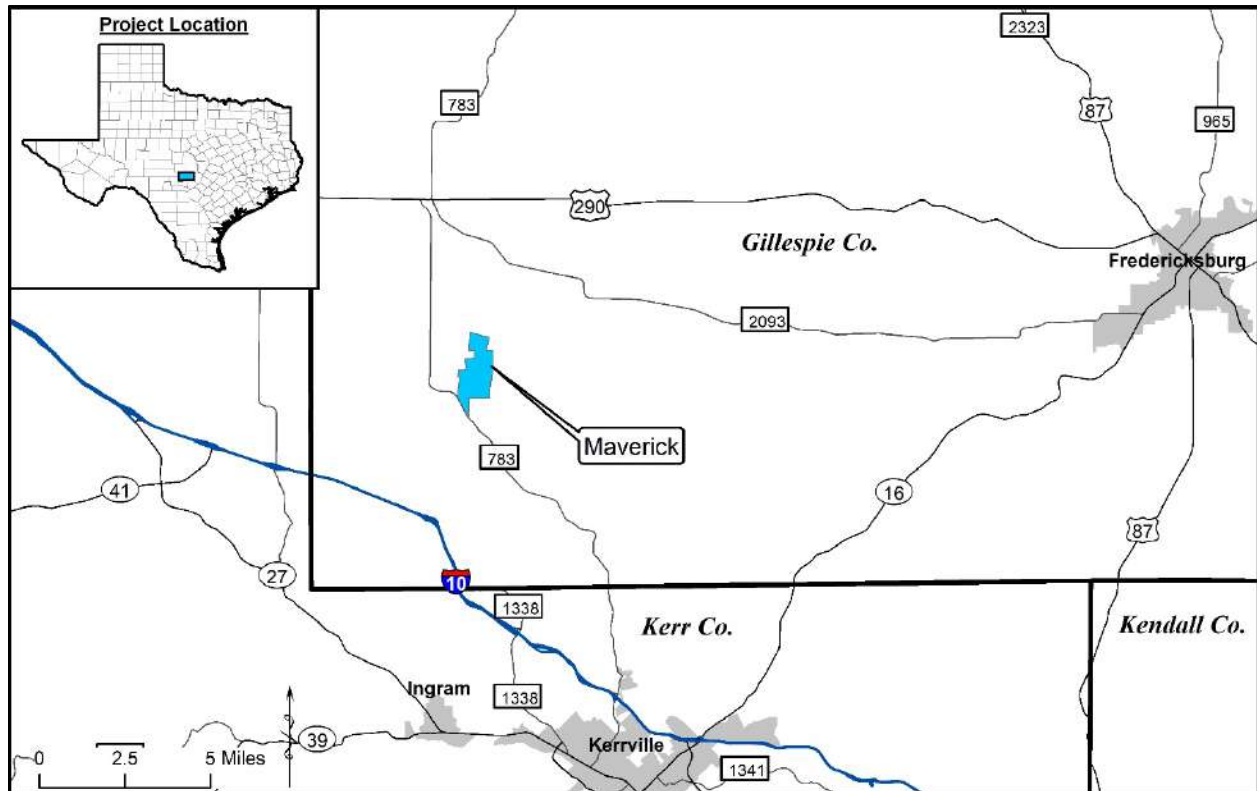 Project Location
2323
783
87
965
290
Gillespie Co.
Fredericksburg
2093
Maverick
783
41
16
87
27
10
1338
Kerr Co.
Kendall Co.
Ingram
1338
39
Kerrville
1341
0 2.5 5 Miles